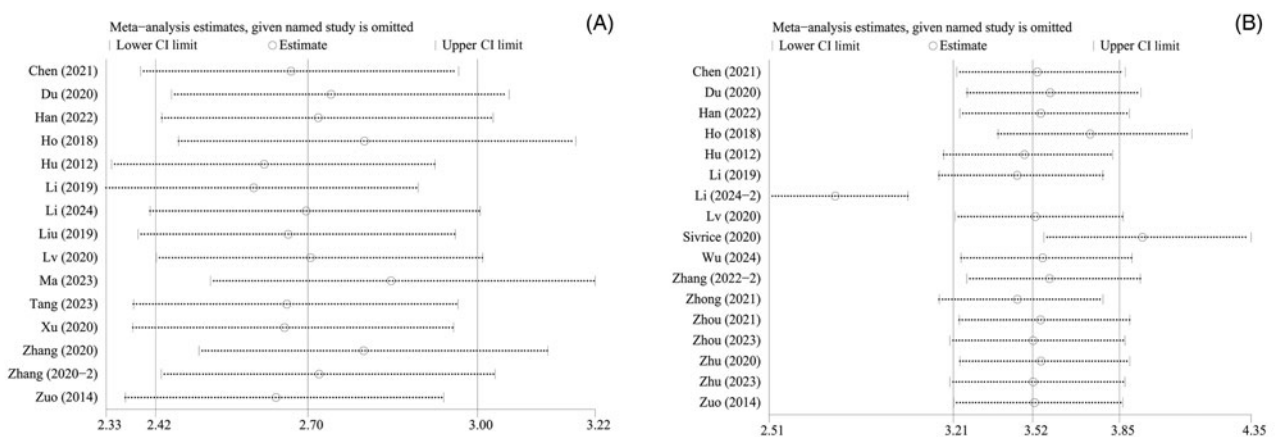 Meta−analysis estimates, given named study is omitted
(A)
Lower CI limit Estimate Upper CI limit
Chen (2021)
Du (2020)
Han (2022)
Ho (2018)
Hu (2012)
Li (2019)
Li (2024)
Liu (2019)
Lv (2020)
Ma (2023)
Tang (2023)
Xu (2020)
Zhang (2020)
Zhang (2020−2)
Zuo (2014)
2.33 2.42 2.70 3.00 3.22
Meta−analysis estimates, given named study is omitted
(B)
Lower CI limit Estimate Upper CI limit
Chen (2021)
Du (2020)
Han (2022)
Ho (2018)
Hu (2012)
Li (2019)
Li (2024−2)
Lv (2020)
Sivrice (2020)
Wu (2024)
Zhang (2022−2)
Zhong (2021)
Zhou (2021)
Zhou (2023)
Zhu (2020)
Zhu (2023)
Zuo (2014)
2.51 3.21 3.52 3.85 4.35